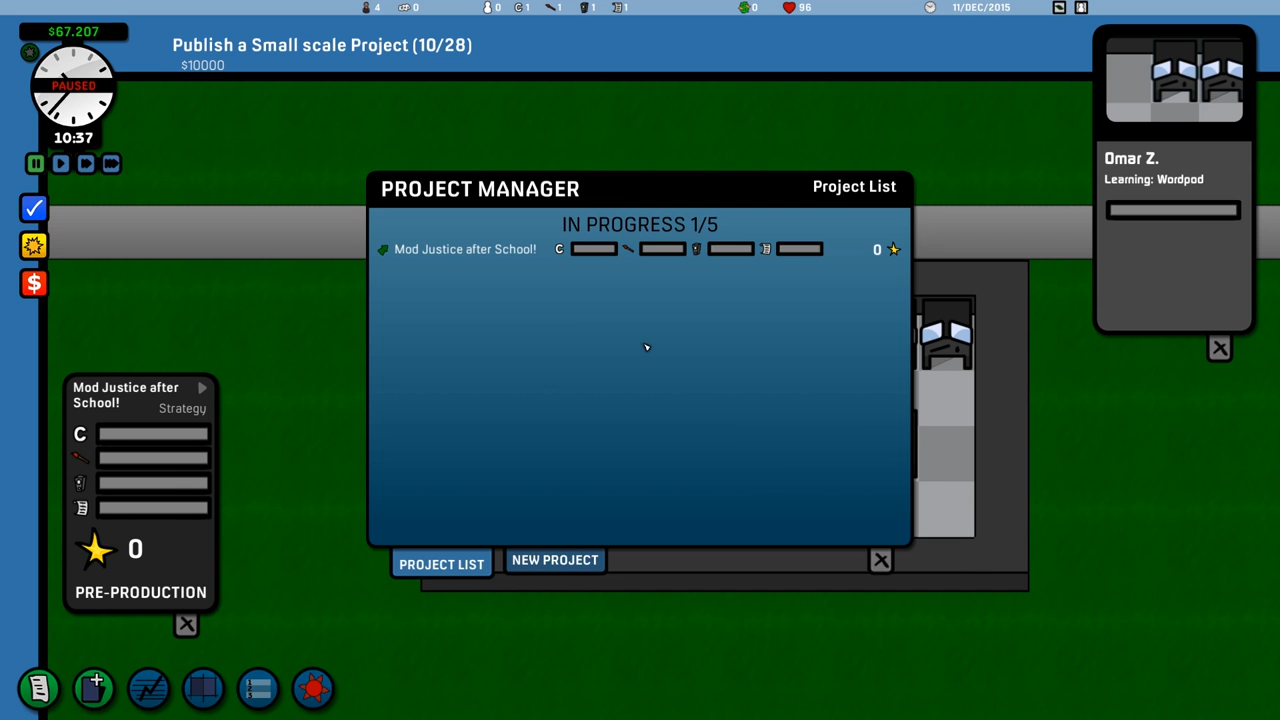 4 0 0 C 1 1 1 1 0 96 11/DEC/2015
$67.207
Publish a Small scale Project (10/28)
$10000
PAUSED
10:37
Omar Z.
Learning: Wordpod
PROJECT MANAGER
Project List
IN PROGRESS 1/5
Mod Justice after School! C 0
Mod Justice after
School!
Strategy
C
0
PRE-PRODUCTION
PROJECT LIST
NEW PROJECT